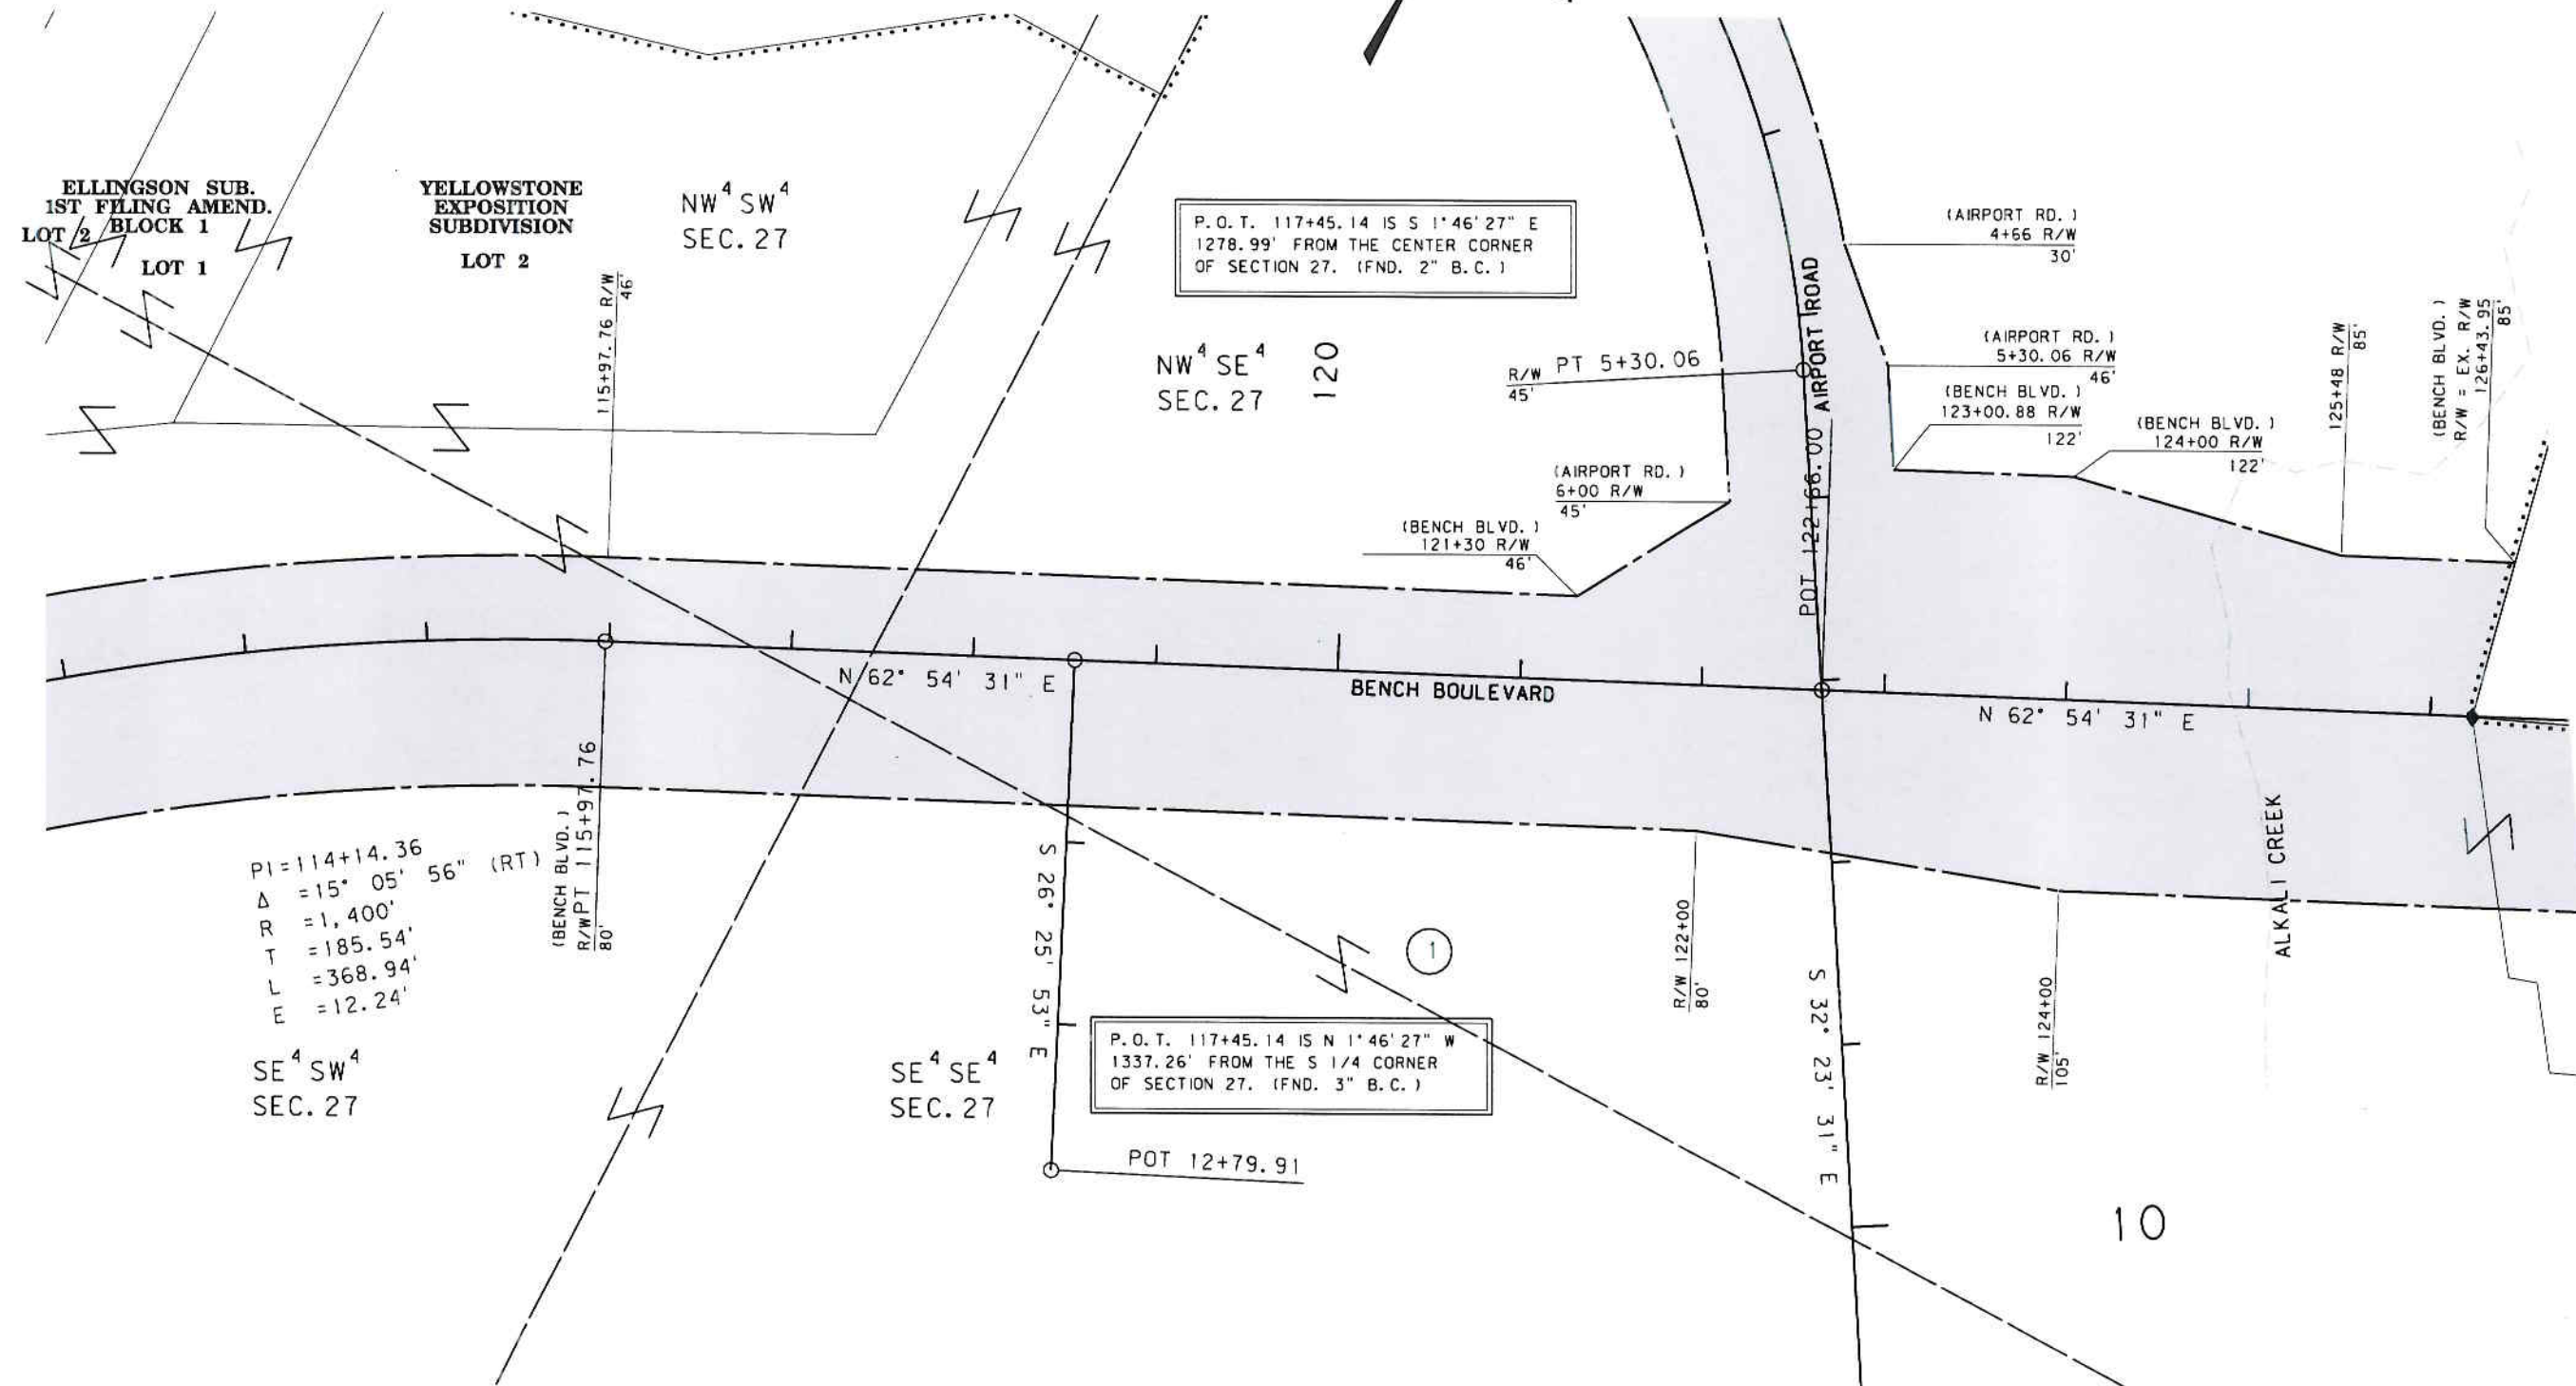 ELLINGSON SUB.
1ST FILING AMEND.
BLOCK 1
LOT 2
LOT 1
YELLOWSTONE
EXPOSITION
SUBDIVISION
LOT 2
NW⁴ SW⁴
SEC. 27
P.O.T. 117+45.14 IS S 1°46'27" E
1278.99' FROM THE CENTER CORNER
OF SECTION 27. (FND. 2" B.C.)
(AIRPORT RD.)
4+66 R/W
30'
115+97.76 R/W
46'
NW⁴ SE⁴
SEC. 27
120
R/W PT 5+30.06
45'
POT 122+66.00 AIRPORT ROAD
(AIRPORT RD.)
5+30.06 R/W
46'
(BENCH BLVD.)
123+00.88 R/W
122'
(BENCH BLVD.)
124+00 R/W
122'
125+48 R/W
85'
(BENCH BLVD.)
R/W = EX. R/W
126+43.95
85'
(AIRPORT RD.)
6+00 R/W
45'
(BENCH BLVD.)
121+30 R/W
46'
N 62° 54' 31" E
BENCH BOULEVARD
N 62° 54' 31" E
PI=114+14.36
Δ =15° 05' 56" (RT)
R =1,400'
T =185.54'
L =368.94'
E =12.24'
(BENCH BLVD.)
R/W PT 115+97.76
80'
S 26° 25' 53" E
1
R/W 122+00
80'
S 32° 23' 31" E
R/W 124+00
105'
ALKALI CREEK
SE⁴ SW⁴
SEC. 27
SE⁴ SE⁴
SEC. 27
P.O.T. 117+45.14 IS N 1°46'27" W
1337.26' FROM THE S 1/4 CORNER
OF SECTION 27. (FND. 3" B.C.)
POT 12+79.91
10